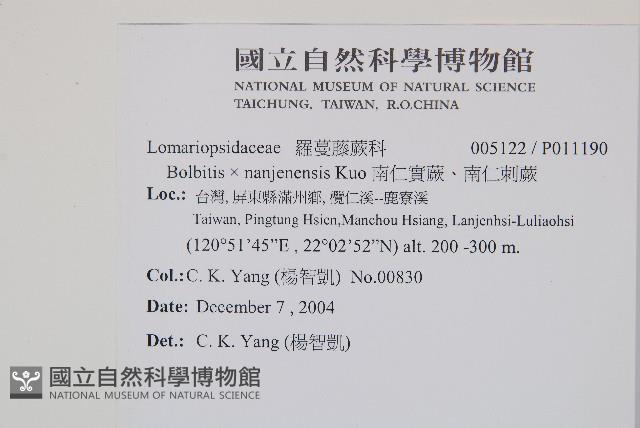 國立自然科學博物館
NATIONAL MUSEUM OF NATURAL SCIENCE
TAICHUNG, TAIWAN, R.O.CHINA
Lomariopsidaceae 羅蔓藤蕨科 005122 / P011190
Bolbitis × nanjenensis Kuo 南仁實蕨、南仁刺蕨
Loc.: 台灣, 屏東縣滿州鄉, 欖仁溪--鹿寮溪
Taiwan, Pingtung Hsien,Manchou Hsiang, Lanjenhsi-Luliaohsi
(120°51’45”E , 22°02’52”N) alt. 200 -300 m.
Col.:C. K. Yang (楊智凱) No.00830
Date: December 7 , 2004
Det.: C. K. Yang (楊智凱)
國立自然科學博物館
NATIONAL MUSEUM OF NATURAL SCIENCE